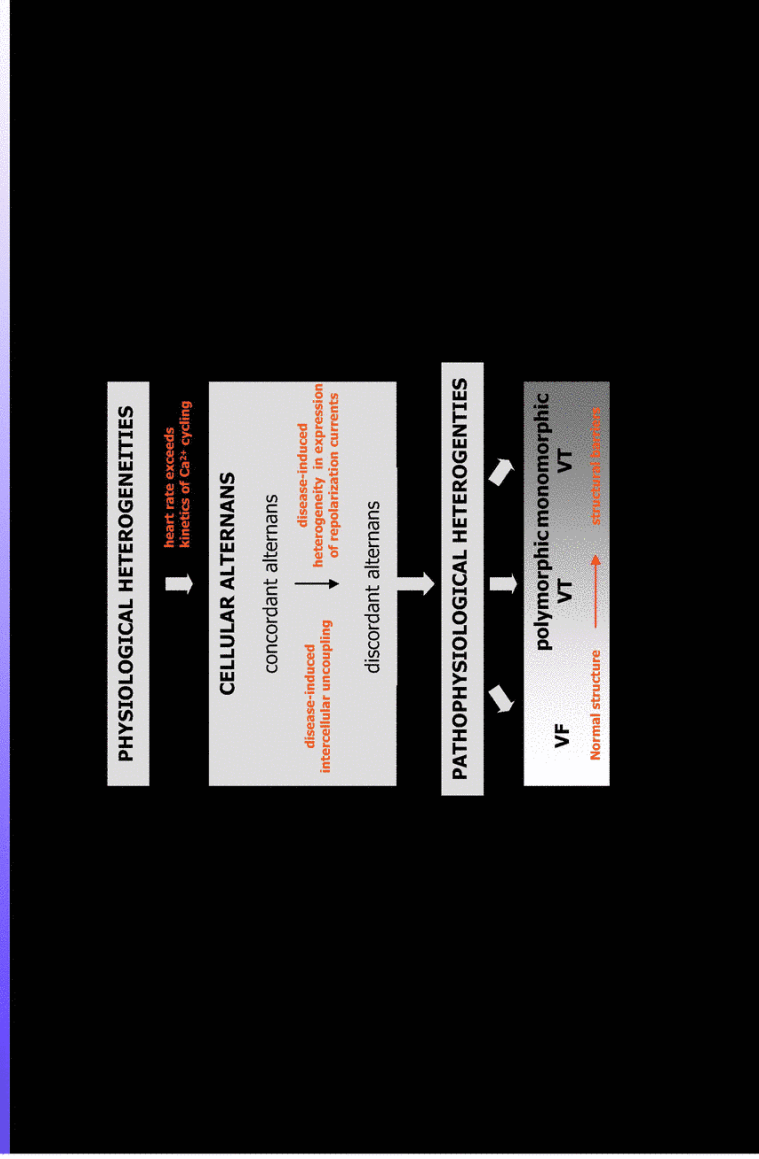 PHYSIOLOGICAL HETEROGENEITIES
heart rate exceeds
kinetics of Ca²⁺ cycling
CELLULAR ALTERNANS
concordant alternans
disease-induced
intercellular uncoupling
disease-induced
heterogeneity in expression
of repolarization currents
discordant alternans
PATHOPHYSIOLOGICAL HETEROGENTIES
VF
polymorphic
VT
monomorphic
VT
Normal structure
structural barriers